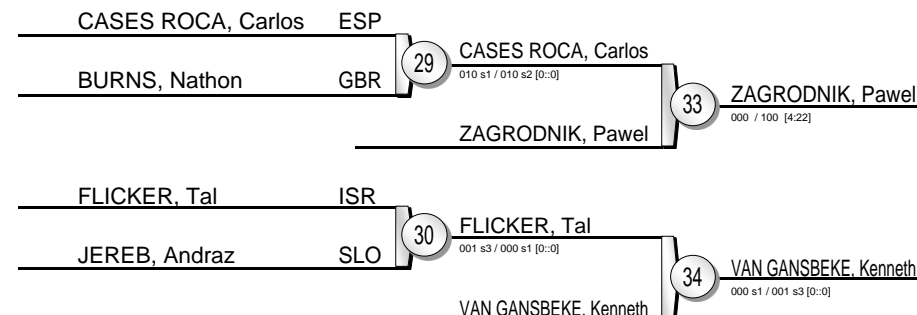 CASES ROCA, Carlos ESP
BURNS, Nathon GBR
29
CASES ROCA, Carlos
010 s1 / 010 s2 [0::0]
ZAGRODNIK, Pawel
33
ZAGRODNIK, Pawel
000 / 100 [4:22]
FLICKER, Tal ISR
JEREB, Andraz SLO
30
FLICKER, Tal
001 s3 / 000 s1 [0::0]
VAN GANSBEKE, Kenneth
34
VAN GANSBEKE, Kenneth
000 s1 / 001 s3 [0::0]